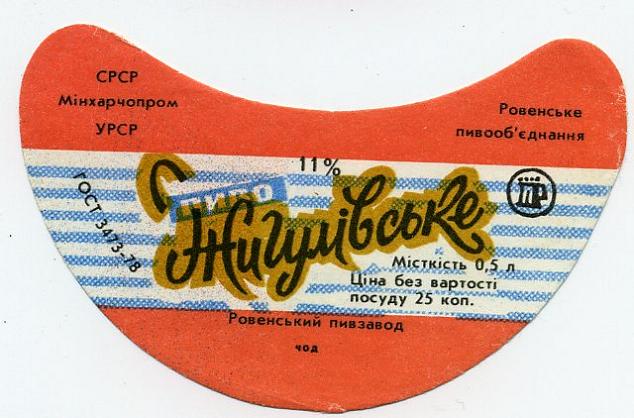 СРСР
Мінхарчопром
УРСР
Ровенське
пивооб'єднання
11%
ГОСТ 3473-78
пиво
Жигулівське
Місткість 0,5 л
Ціна без вартості
посуду 25 коп.
Ровенський пивзавод
чод